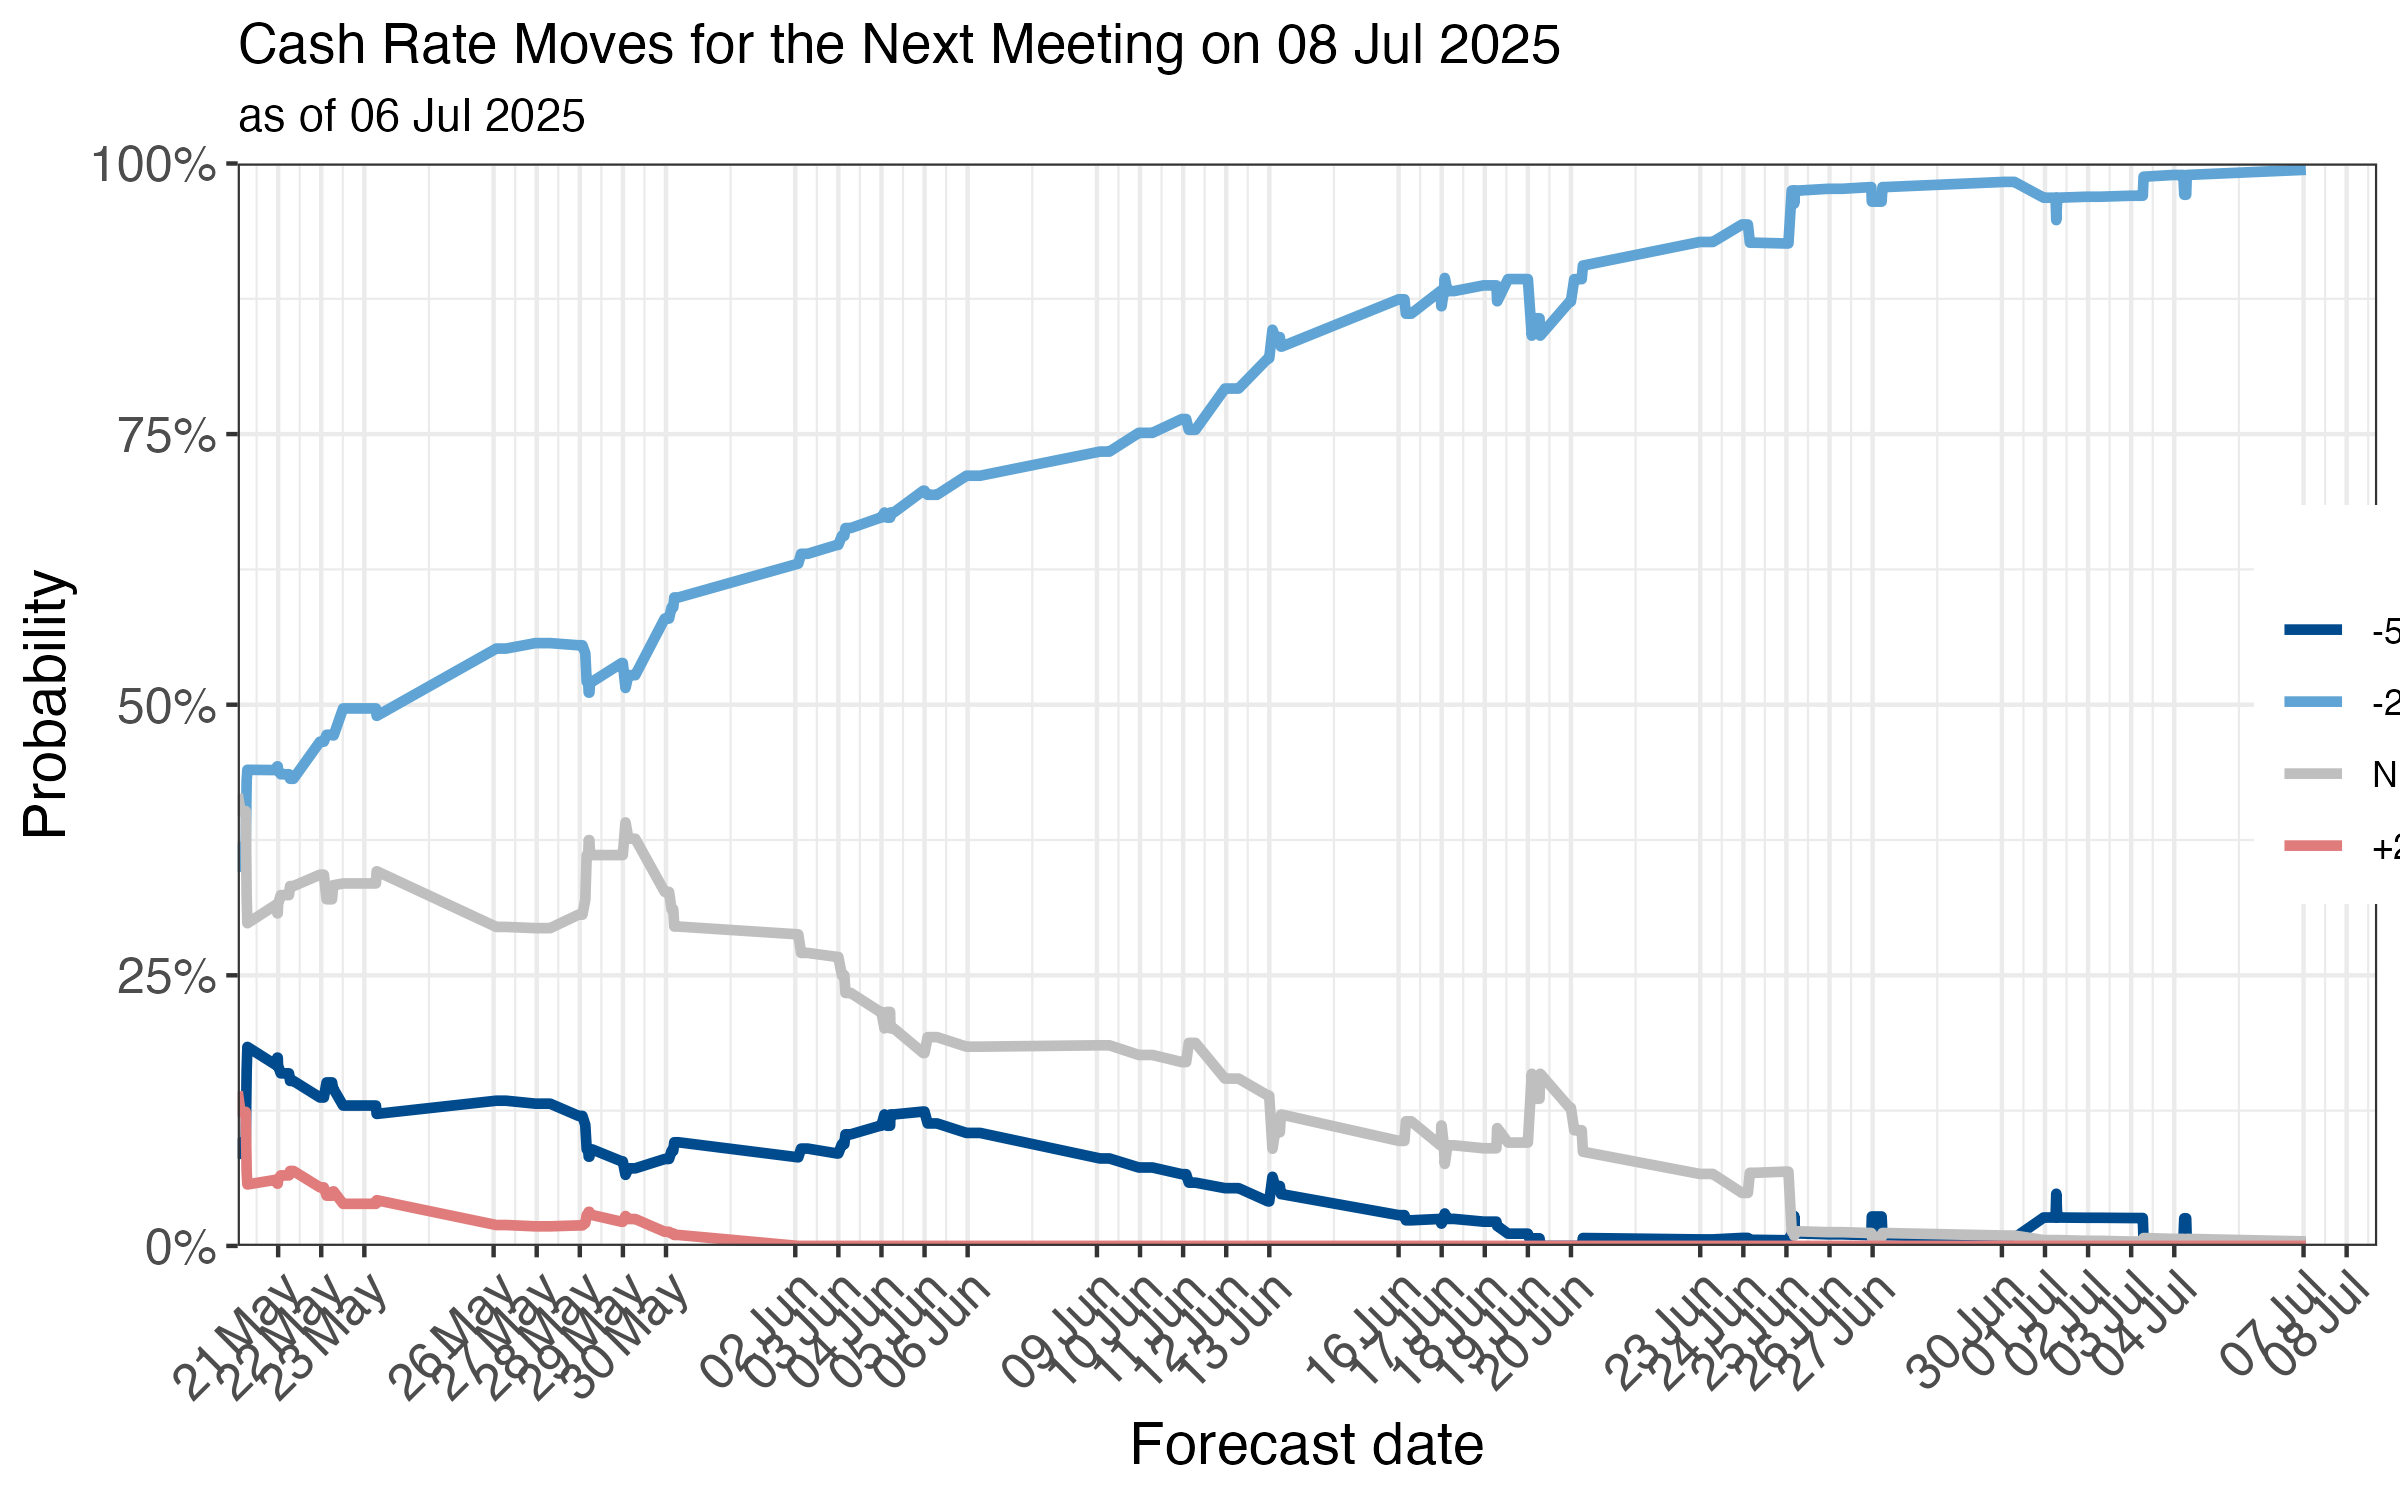 Cash Rate Moves for the Next Meeting on 08 Jul 2025
as of 06 Jul 2025
100%
75%
50%
25%
0%
Probability
-5
-2
N
+2
21 May
22 May
23 May
26 May
27 May
28 May
29 May
30 May
02 Jun
03 Jun
04 Jun
05 Jun
06 Jun
09 Jun
10 Jun
11 Jun
12 Jun
13 Jun
16 Jun
17 Jun
18 Jun
19 Jun
20 Jun
23 Jun
24 Jun
25 Jun
26 Jun
27 Jun
30 Jun
01 Jul
02 Jul
03 Jul
04 Jul
07 Jul
08 Jul
Forecast date